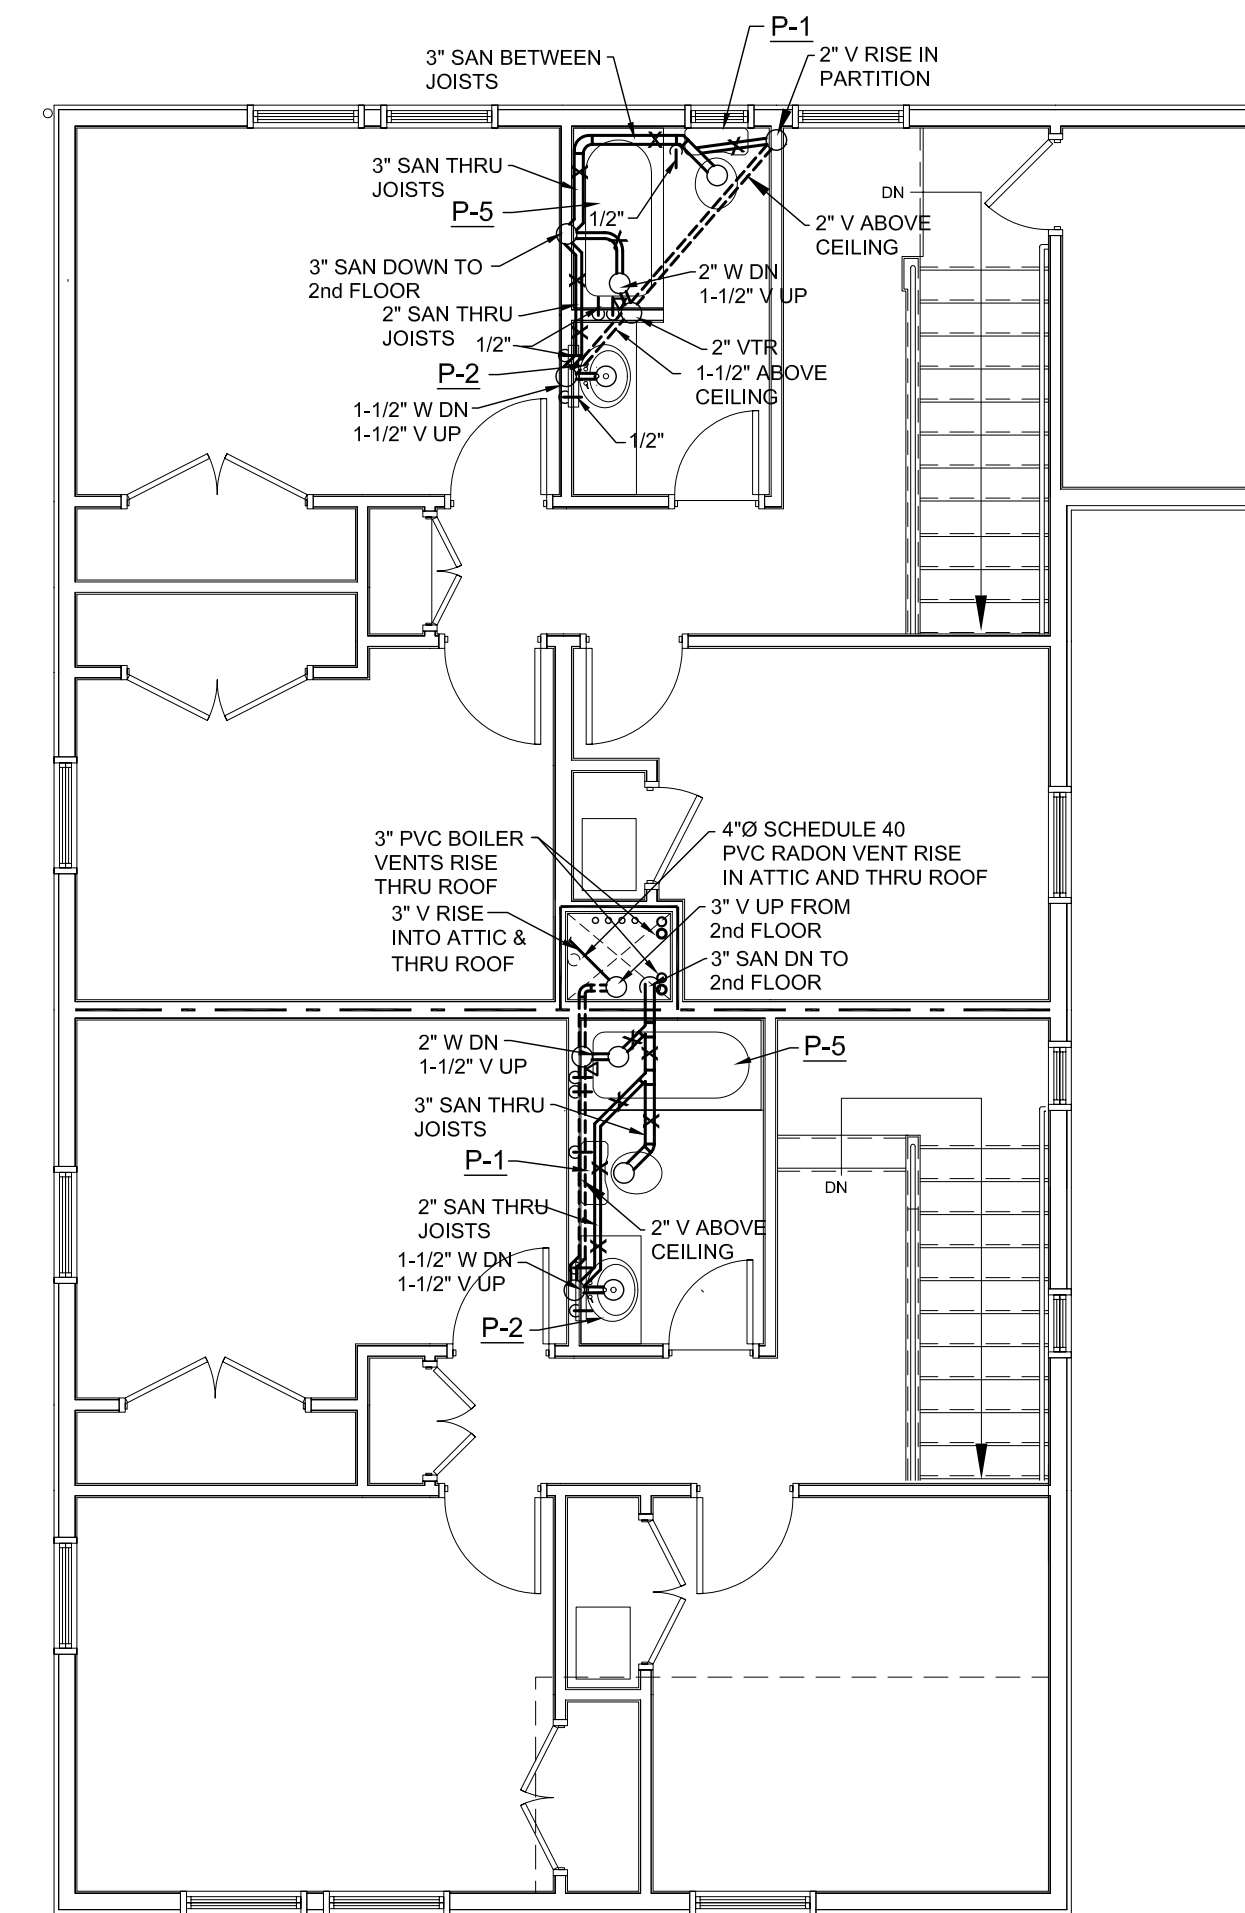 P-1
3" SAN BETWEEN
JOISTS
2" V RISE IN
PARTITION
3" SAN THRU
JOISTS
P-5
1/2"
DN
2" V ABOVE
CEILING
3" SAN DOWN TO
2nd FLOOR
2" W DN
1-1/2" V UP
2" SAN THRU
JOISTS
1/2"
2" VTR
P-2
1-1/2" ABOVE
CEILING
1-1/2" W DN
1-1/2" V UP
1/2"
3" PVC BOILER
VENTS RISE
THRU ROOF
4"Ø SCHEDULE 40
PVC RADON VENT RISE
IN ATTIC AND THRU ROOF
3" V RISE
INTO ATTIC &
THRU ROOF
3" V UP FROM
2nd FLOOR
3" SAN DN TO
2nd FLOOR
2" W DN
1-1/2" V UP
P-5
3" SAN THRU
JOISTS
P-1
DN
2" SAN THRU
JOISTS
2" V ABOVE
CEILING
1-1/2" W DN
1-1/2" V UP
P-2